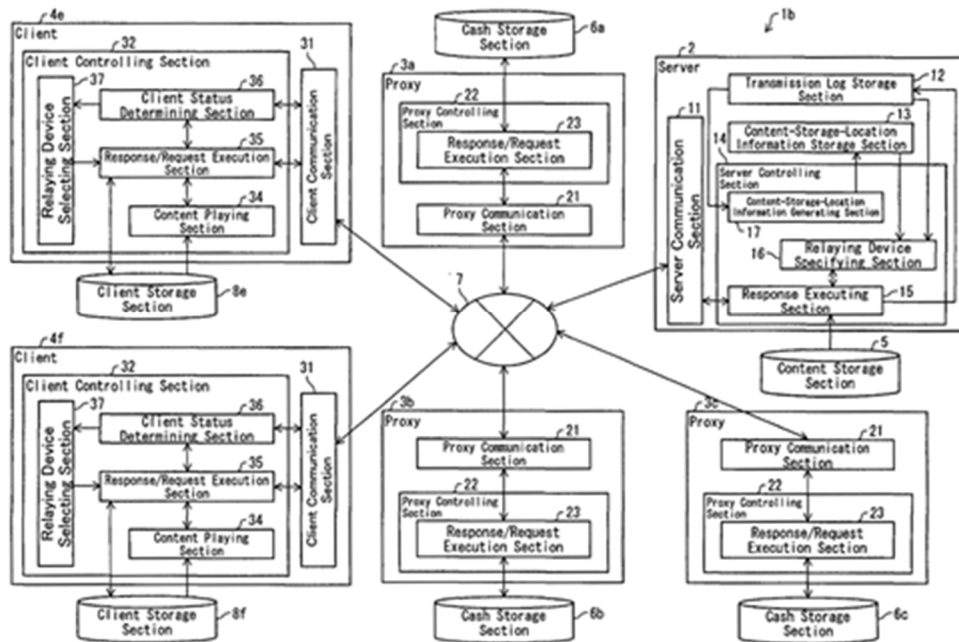 1b
4e
Client
32
Client Controlling Section
37
Relaying Device
Selecting Section
36
Client Status
Determining Section
35
Response/Request Execution
Section
34
Content Playing
Section
31
Client Communication
Section
Client Storage
Section
8e
4f
Client
32
Client Controlling Section
37
Relaying Device
Selecting Section
36
Client Status
Determining Section
35
Response/Request Execution
Section
34
Content Playing
Section
31
Client Communication
Section
Client Storage
Section
8f
Cash Storage
Section
6a
3a
Proxy
22
Proxy Controlling
Section
23
Response/Request
Execution Section
21
Proxy Communication
Section
7
3b
Proxy
21
Proxy Communication
Section
22
Proxy Controlling
Section
23
Response/Request
Execution Section
Cash Storage
Section
6b
2
Server
11
Server Communication
Section
12
Transmission Log Storage
Section
13
Content-Storage-Location
Information Storage Section
14
Server Controlling
Section
Content-Storage-Location
Information Generating Section
17
16
Relaying Device
Specifying Section
Response Executing
Section
15
5
Content Storage
Section
3c
Proxy
21
Proxy Communication
Section
22
Proxy Controlling
Section
23
Response/Request
Execution Section
Cash Storage
Section
6c